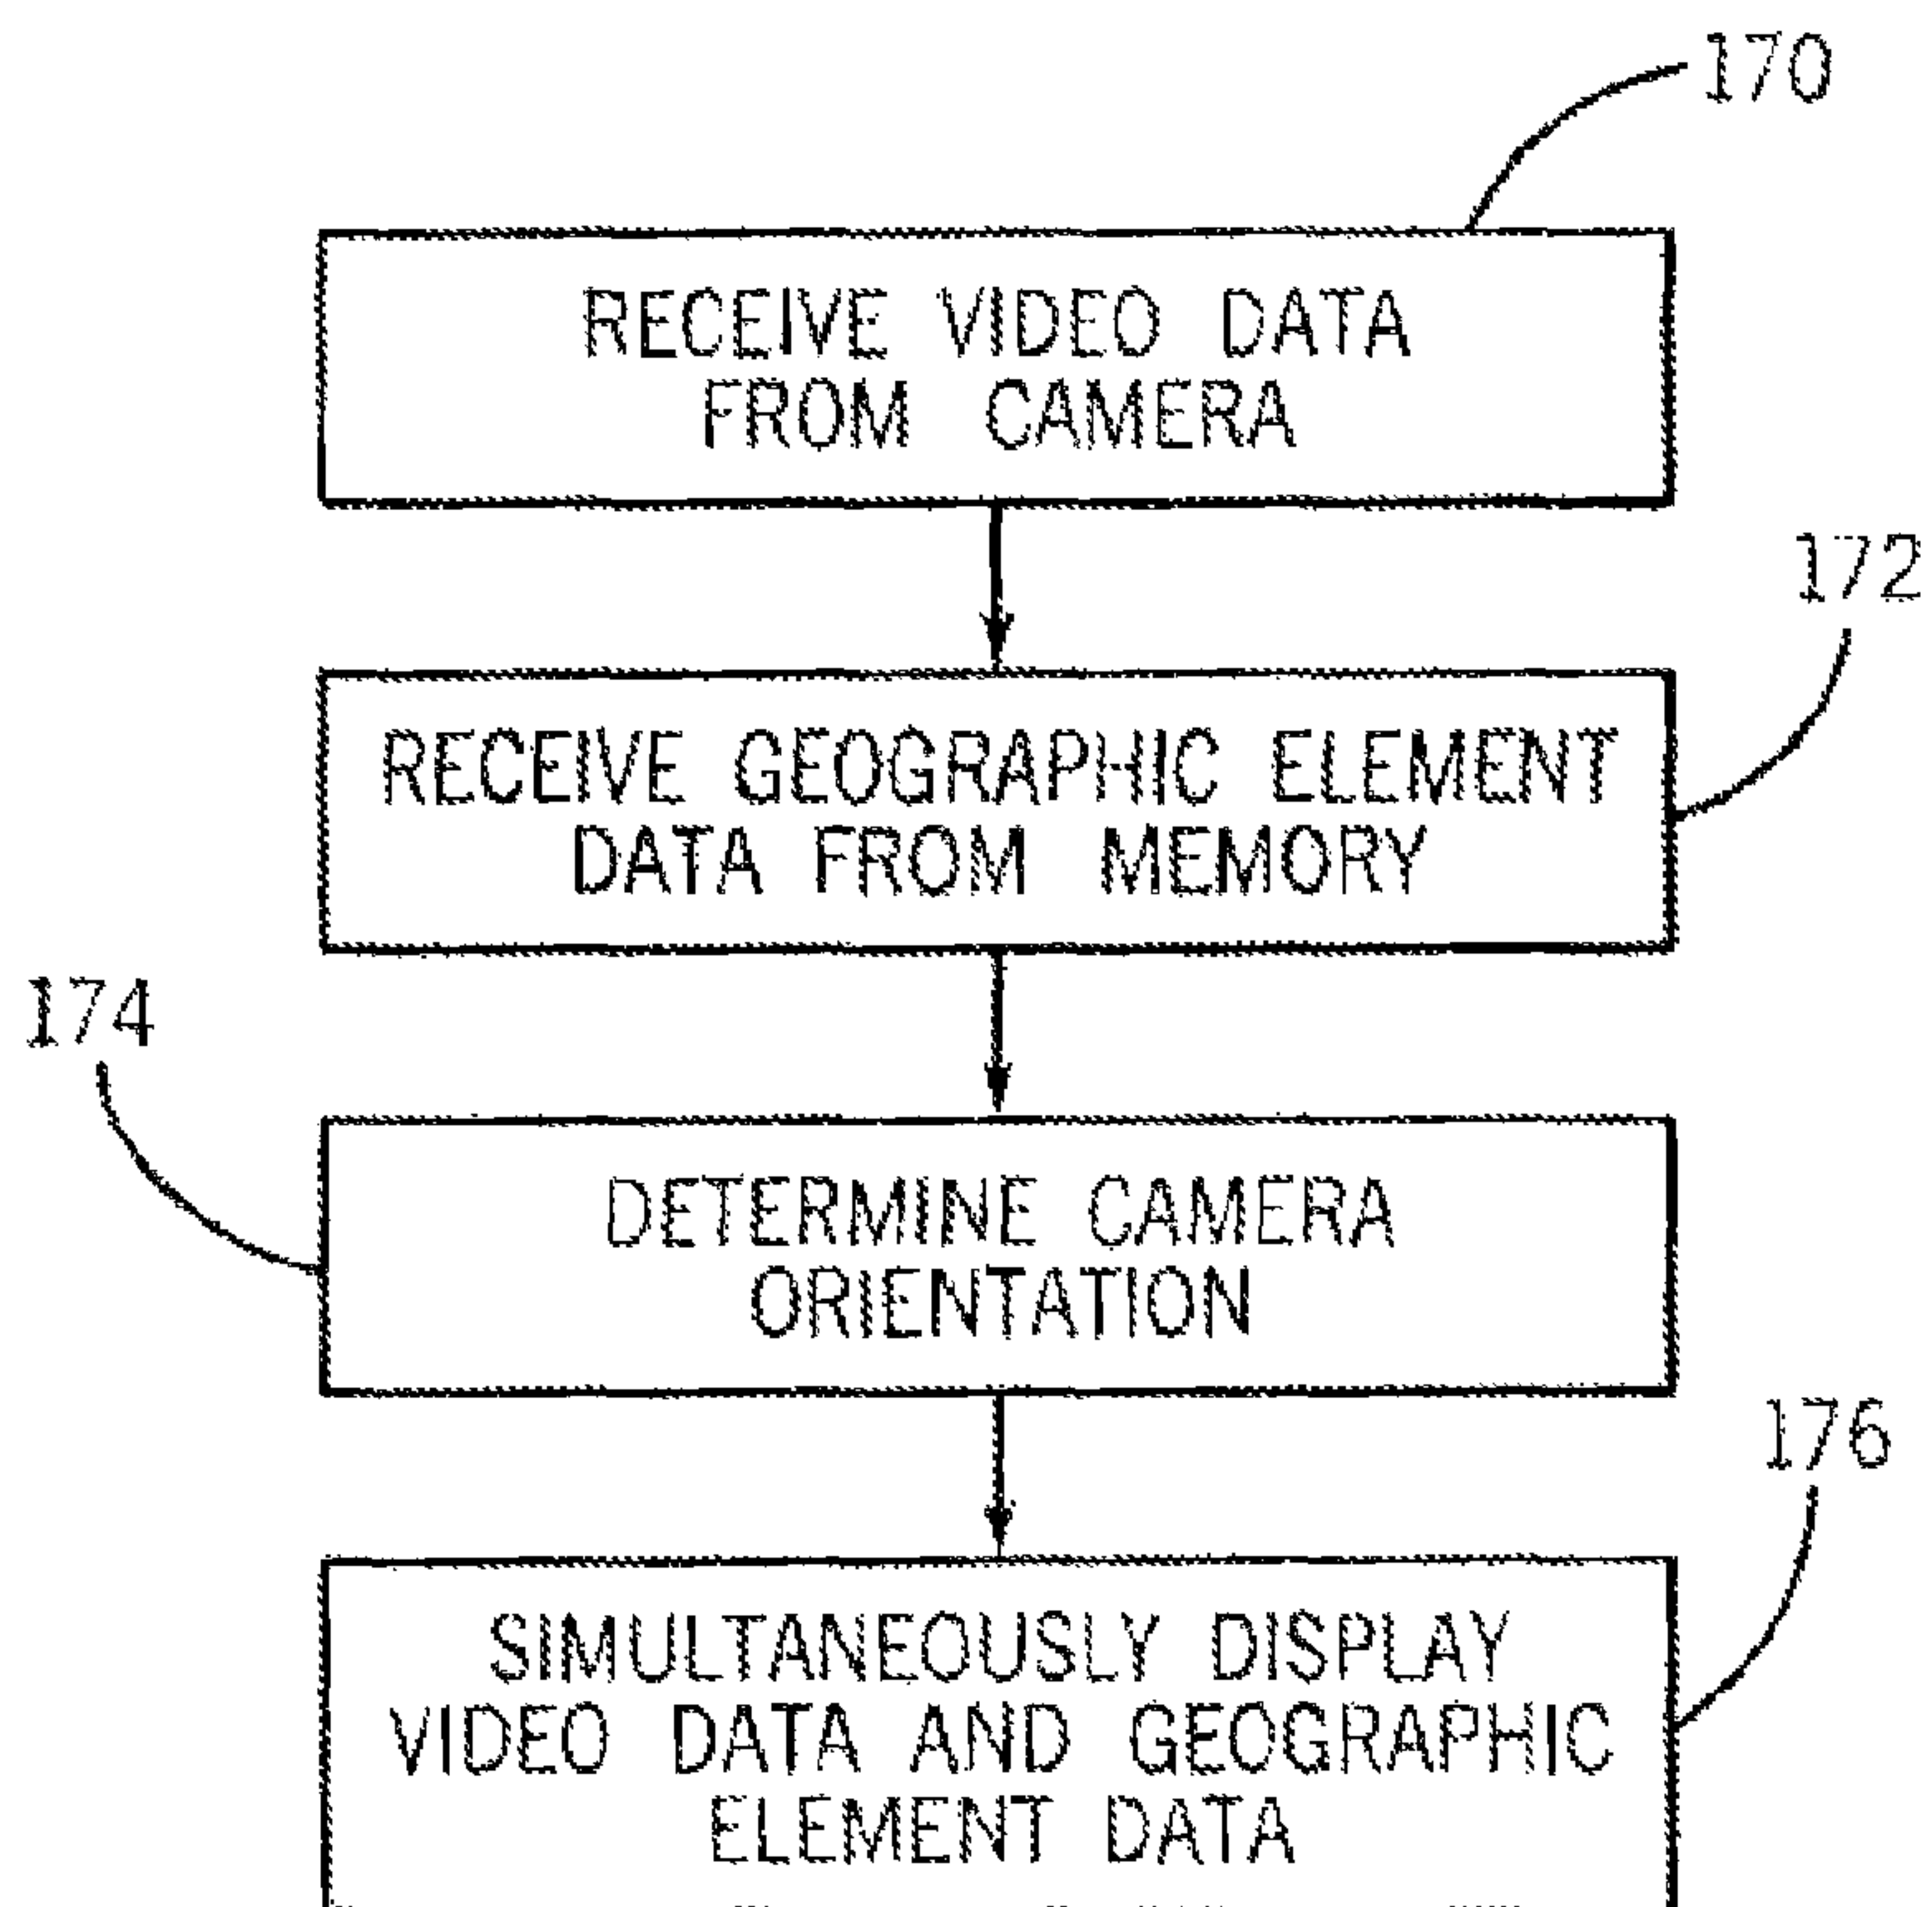 170
RECEIVE VIDEO DATA
FROM CAMERA
172
RECEIVE GEOGRAPHIC ELEMENT
DATA FROM MEMORY
174
DETERMINE CAMERA
ORIENTATION
176
SIMULTANEOUSLY DISPLAY
VIDEO DATA AND GEOGRAPHIC
ELEMENT DATA